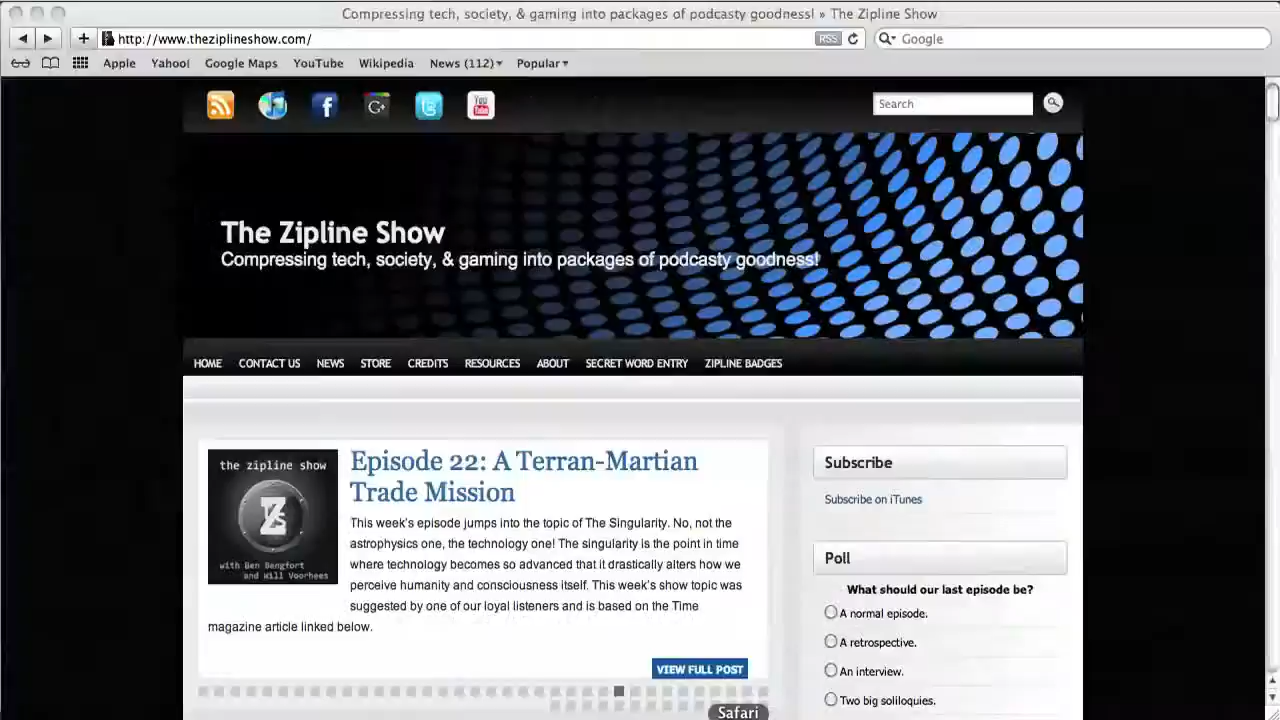 Compressing tech, society, & gaming into packages of podcasty goodness! » The Zipline Show
http://www.theziplineshow.com/
RSS
Google
Apple Yahoo! Google Maps YouTube Wikipedia News (112) Popular
G+
You Tube
Search
The Zipline Show
Compressing tech, society, & gaming into packages of podcasty goodness!
HOME CONTACT US NEWS STORE CREDITS RESOURCES ABOUT SECRET WORD ENTRY ZIPLINE BADGES
the zipline show
ZS
with Ben Bengfort
and Will Voorhees
Episode 22: A Terran-Martian
Trade Mission
This week's episode jumps into the topic of The Singularity. No, not the
astrophysics one, the technology one! The singularity is the point in time
where technology becomes so advanced that it drastically alters how we
perceive humanity and consciousness itself. This week's show topic was
suggested by one of our loyal listeners and is based on the Time
magazine article linked below.
VIEW FULL POST
Subscribe
Subscribe on iTunes
Poll
What should our last episode be?
A normal episode.
A retrospective.
An interview.
Two big soliloquies.
Safari